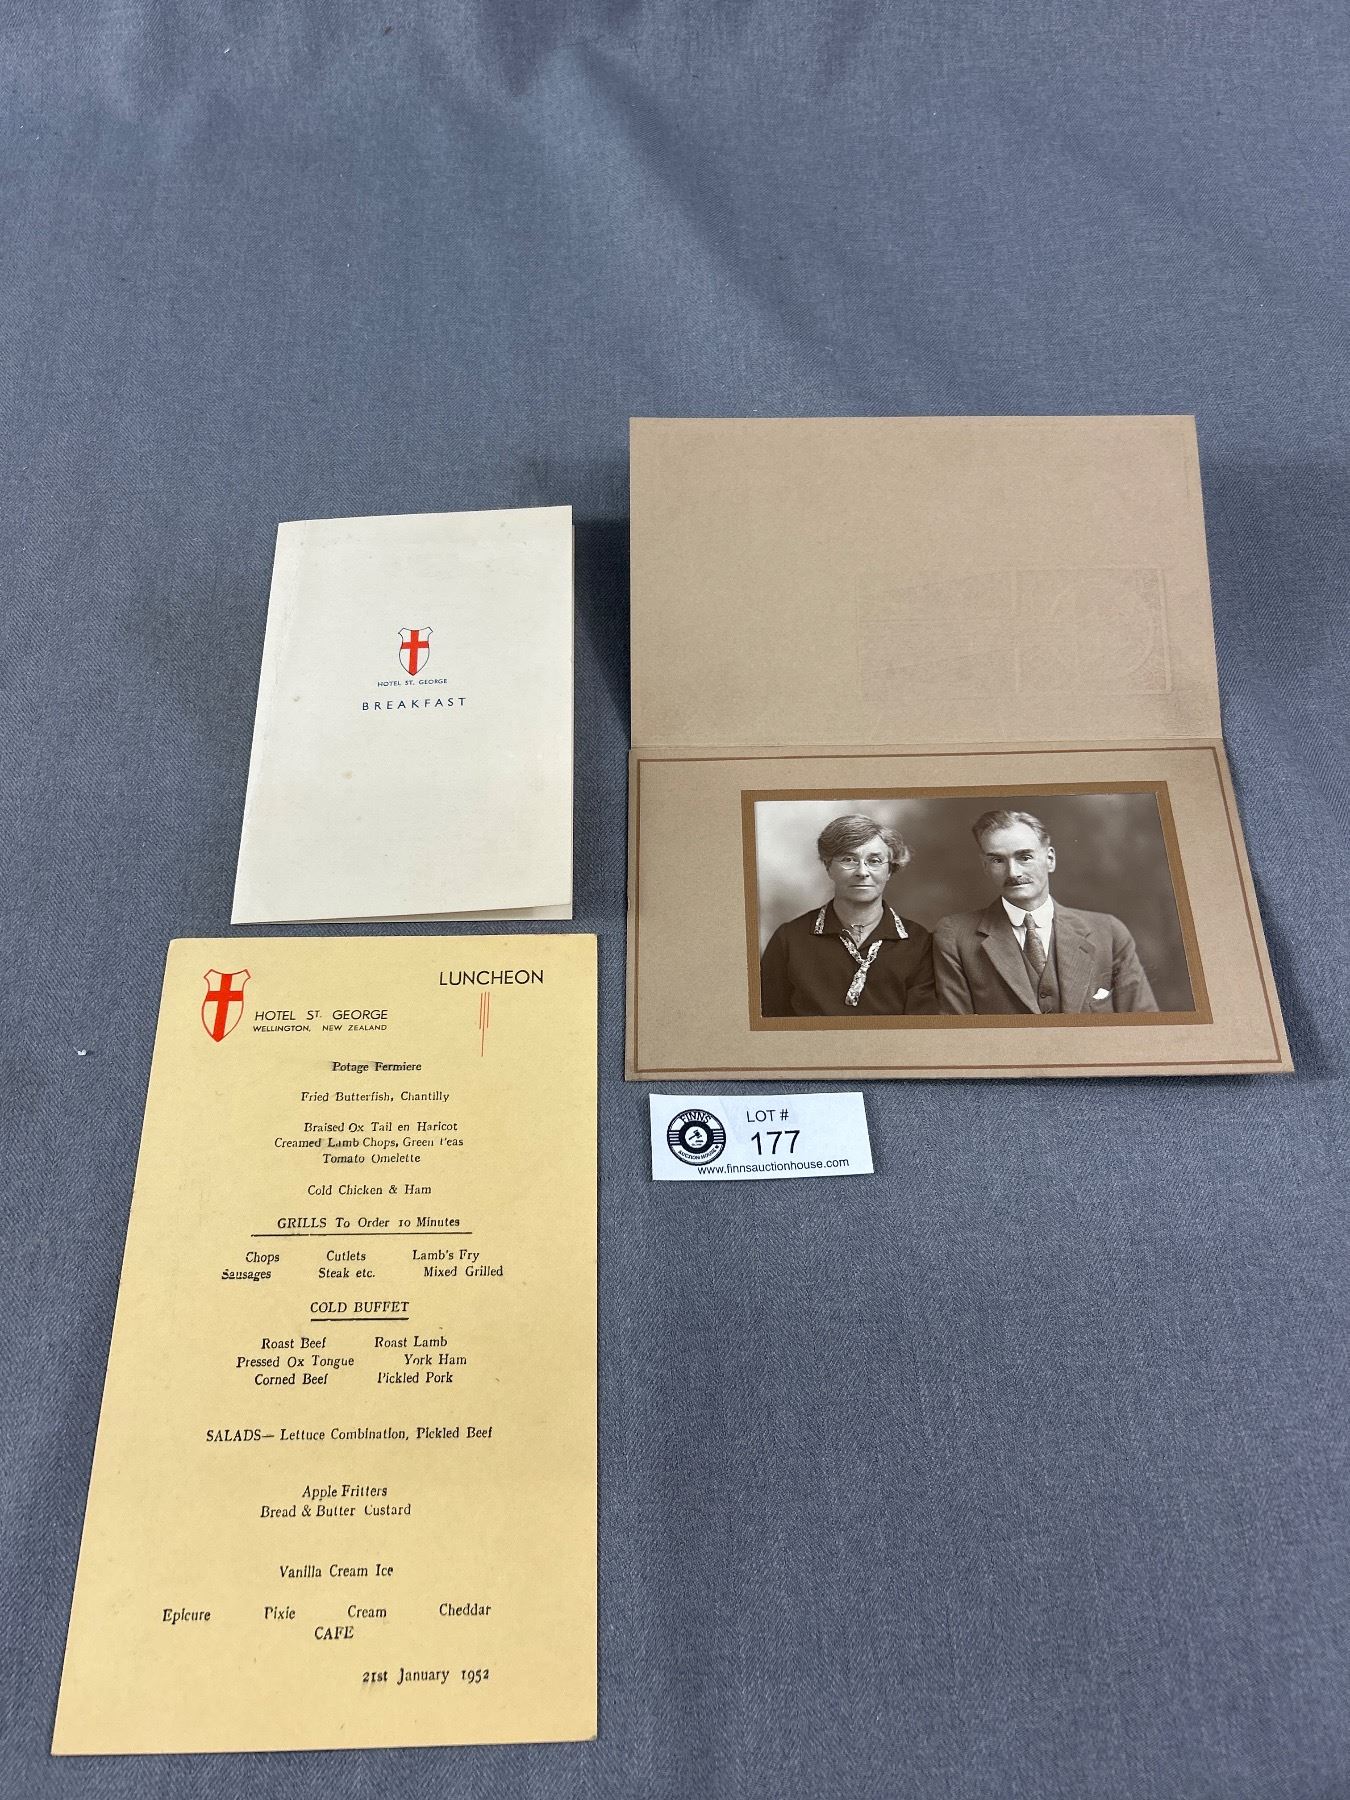 HOTEL ST. GEORGE
BREAKFAST
LUNCHEON
HOTEL ST. GEORGE
WELLINGTON, NEW ZEALAND
Potage Fermiere
Fried Butterfish, Chantilly
Braised Ox Tail en Haricot
Creamed Lamb Chops, Green Peas
Tomato Omelette
Cold Chicken & Ham
GRILLS To Order 10 Minutes
Chops Cutlets Lamb's Fry
Sausages Steak etc. Mixed Grilled
COLD BUFFET
Roast Beef Roast Lamb
Pressed Ox Tongue York Ham
Corned Beef Pickled Pork
SALADS— Lettuce Combination, Pickled Beef
Apple Fritters
Bread & Butter Custard
Vanilla Cream Ice
Epicure Pixie Cream Cheddar
CAFE
21st January 1952
FINNS
AUCTION HOUSE
LOT #
177
www.finnsauctionhouse.com